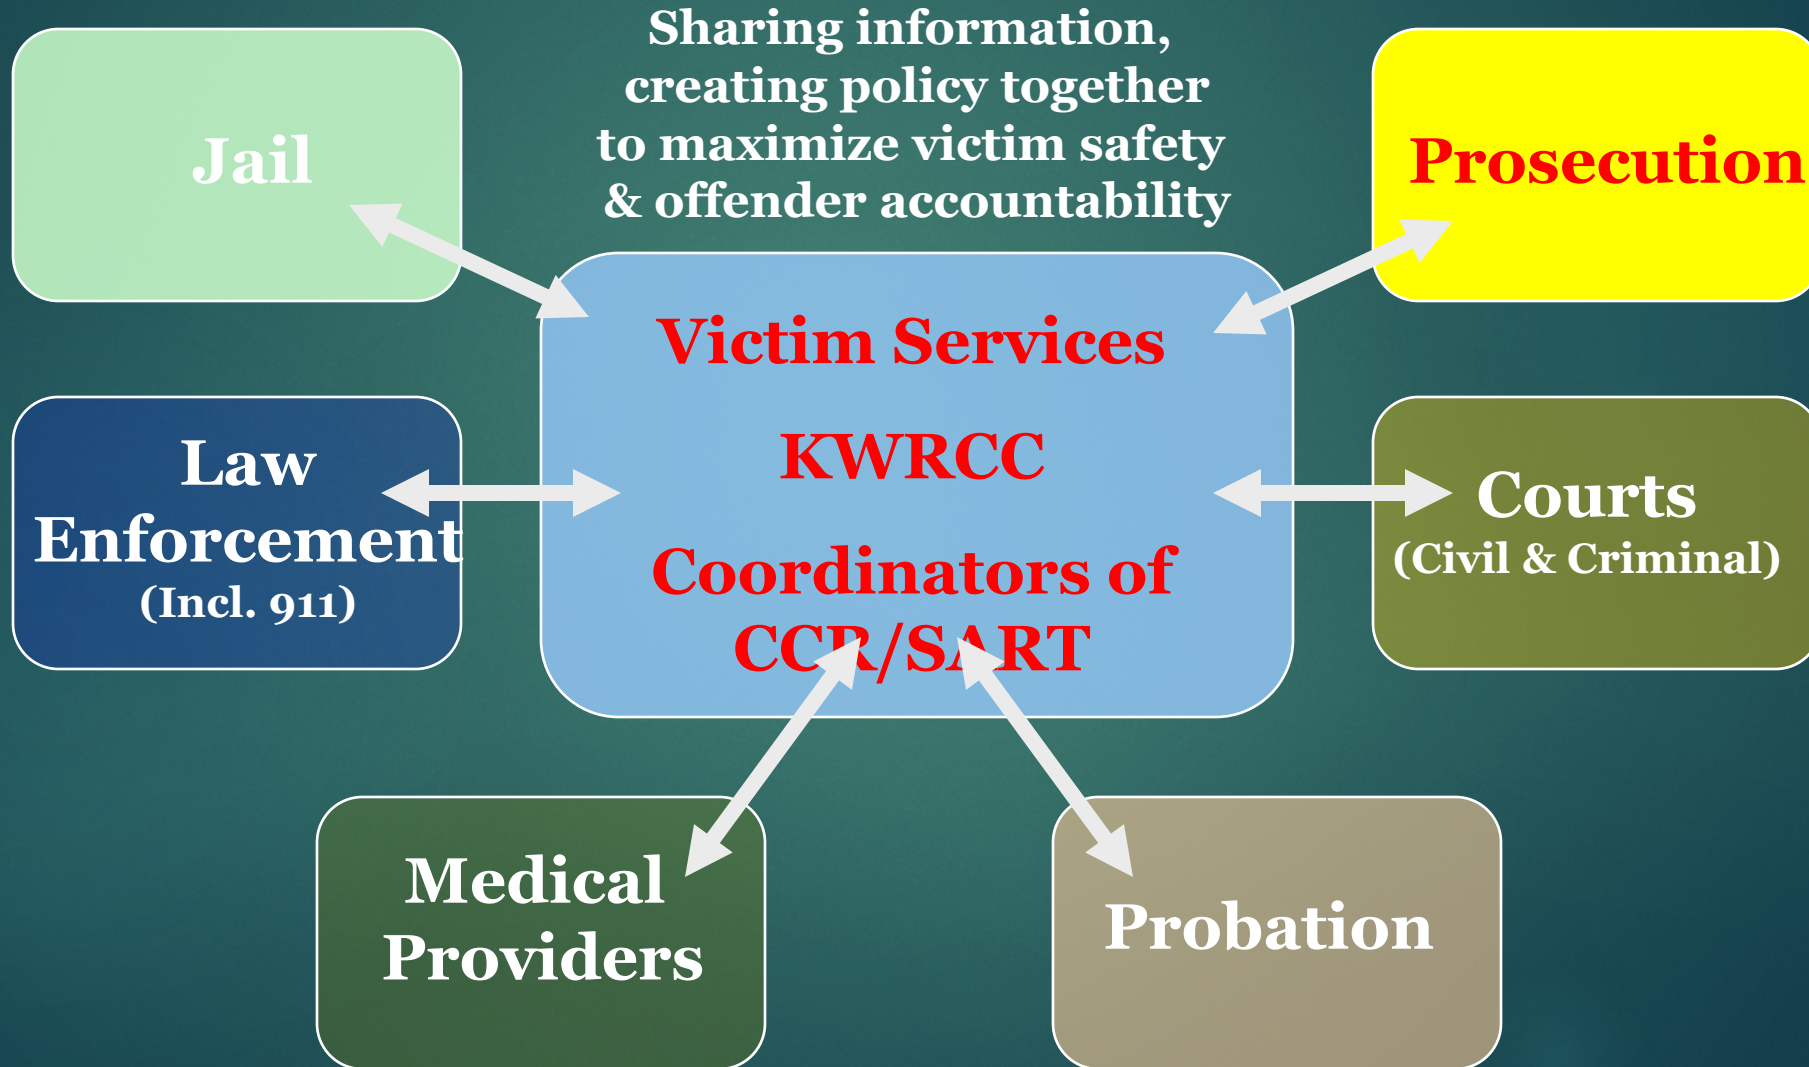 Sharing information,
creating policy together
to maximize victim safety
& offender accountability
Jail
Prosecution
Victim Services
KWRCC
Coordinators of
CCR/SART
Law
Enforcement
(Incl. 911)
Courts
(Civil & Criminal)
Medical
Providers
Probation